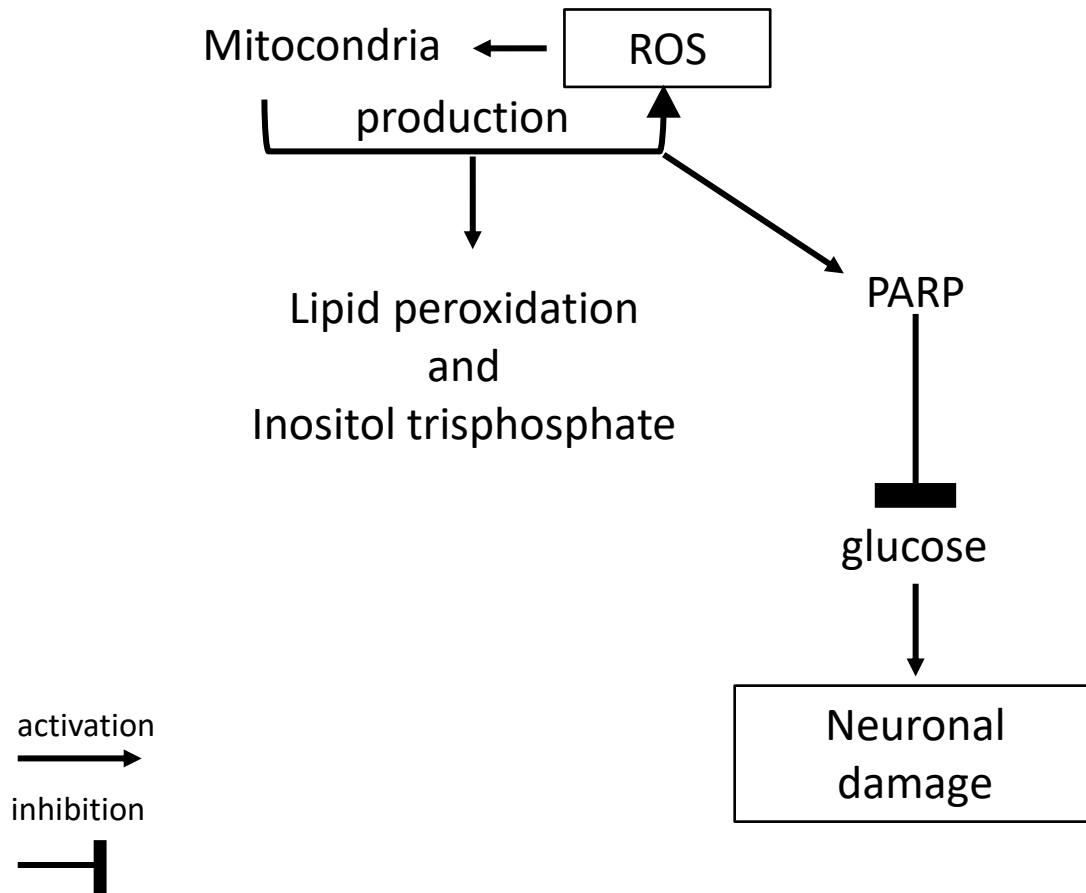 Mitocondria
ROS
production
Lipid peroxidation
and
Inositol trisphosphate
PARP
glucose
Neuronal
damage
activation
inhibition